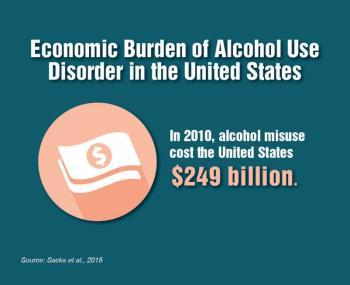 Economic Burden of Alcohol Use
Disorder in the United States
$
In 2010, alcohol misuse
cost the United States
$249 billion.
Source: Sacks et al., 2015